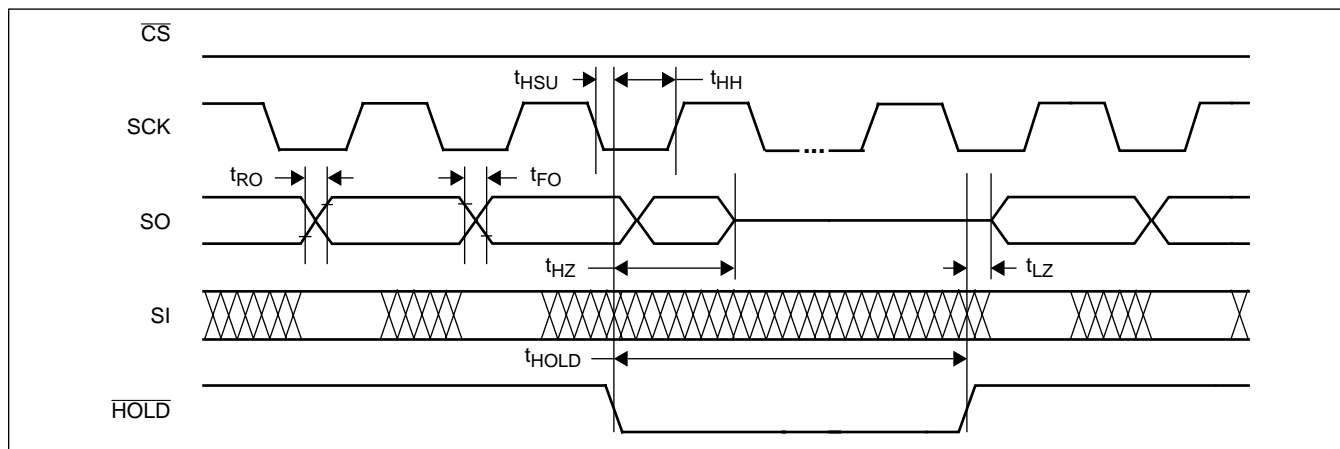 CS
tHSU
tHH
SCK
...
tRO
tFO
SO
tHZ
tLZ
SI
tHOLD
HOLD